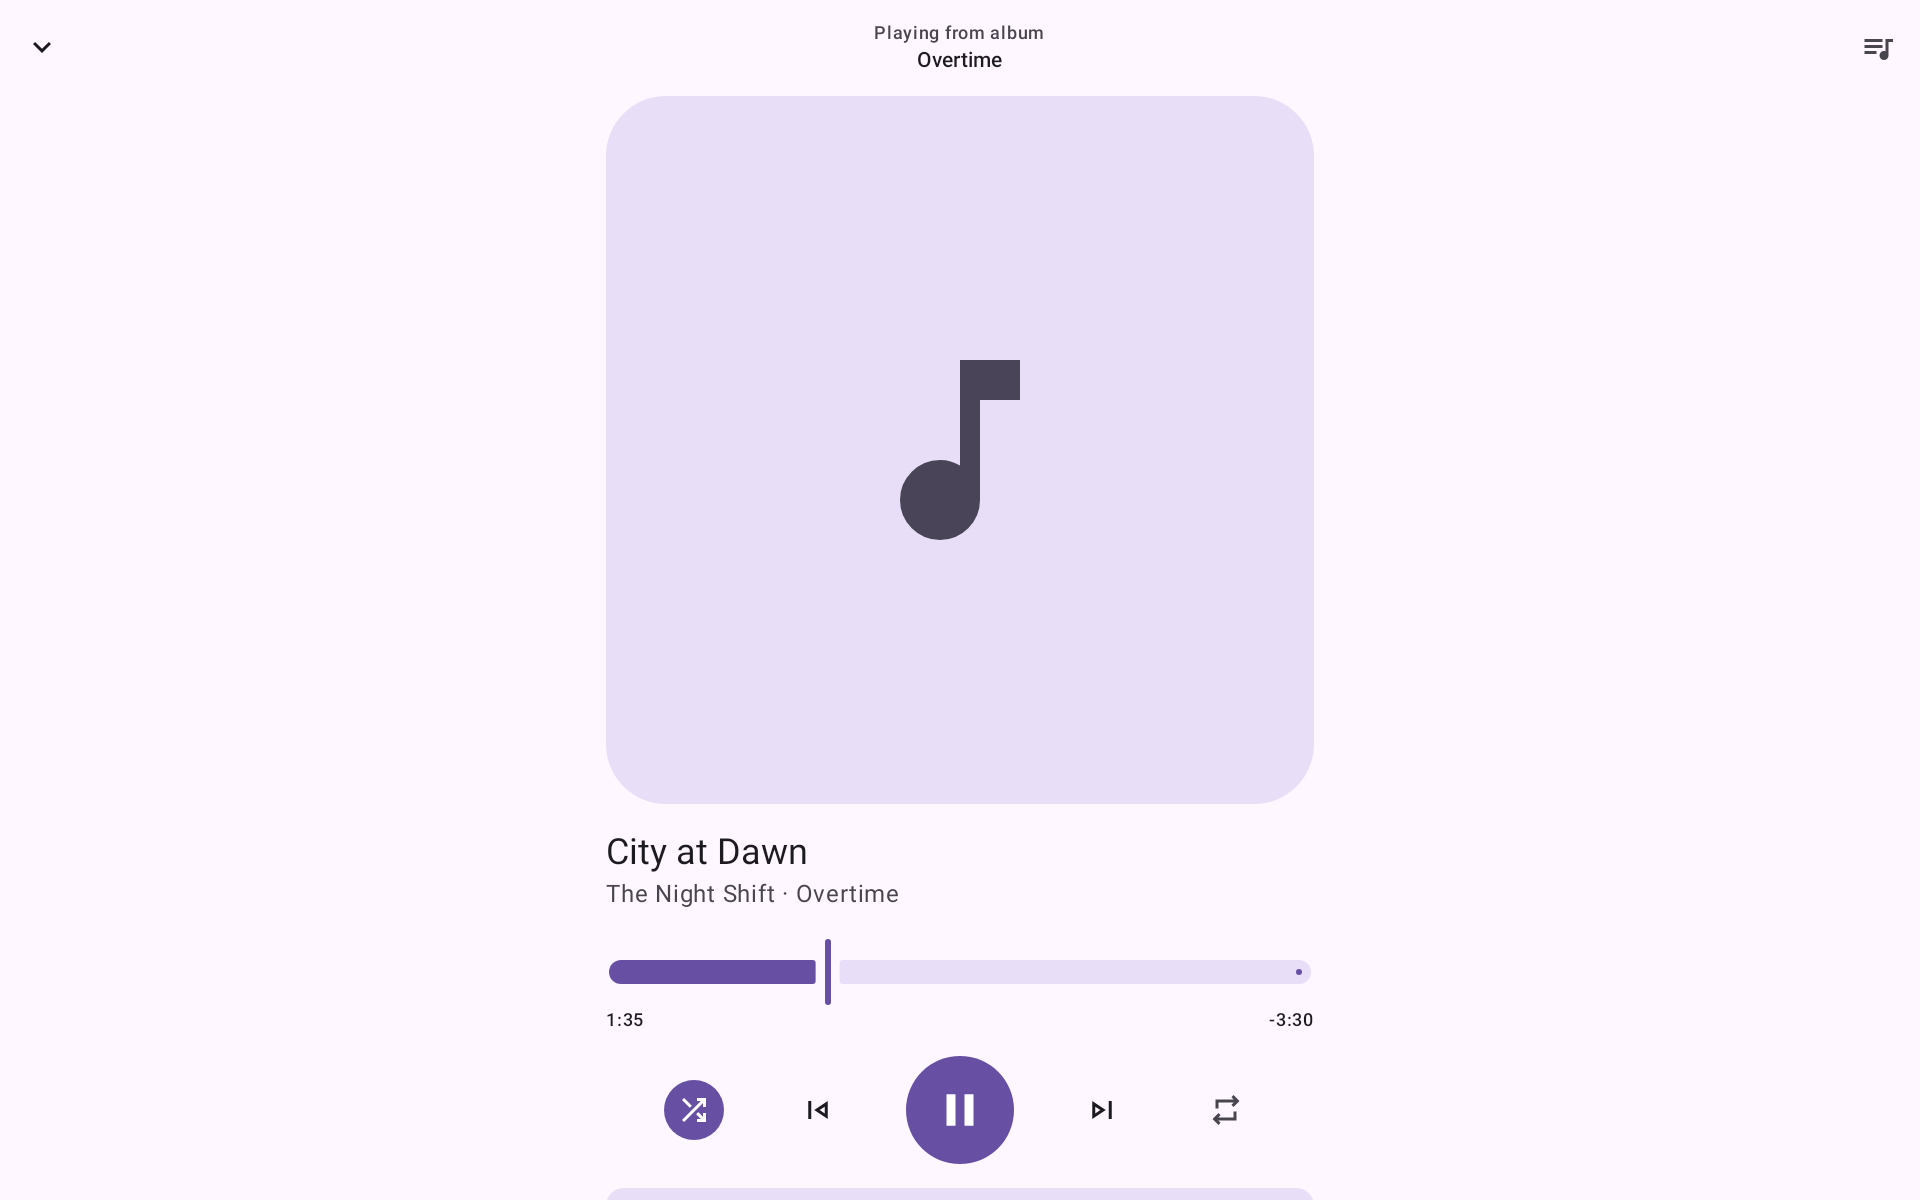 Playing from album
Overtime
City at Dawn
The Night Shift · Overtime
1:35
-3:30